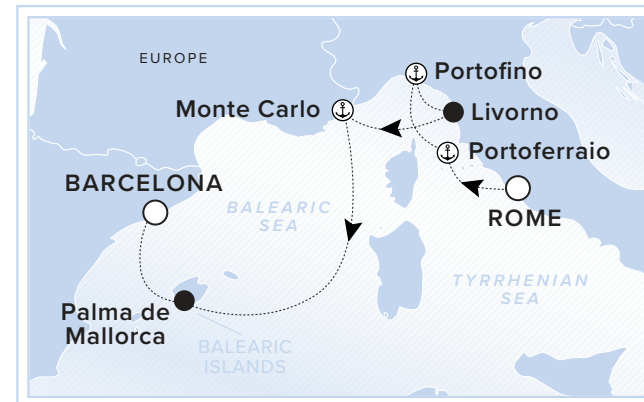 EUROPE
Portofino
Monte Carlo
Livorno
Portoferraio
BARCELONA
BALEARIC
SEA
ROME
TYRRHENIAN
SEA
Palma de
Mallorca
BALEARIC
ISLANDS